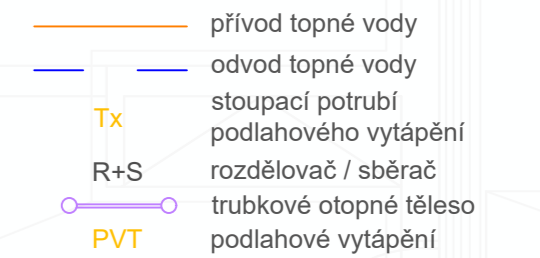 přívod topné vody
odvod topné vody
Tx stoupací potrubí
podlahového vytápění
R+S rozdělovač / sběrač
trubkové otopné těleso
PVT podlahové vytápění